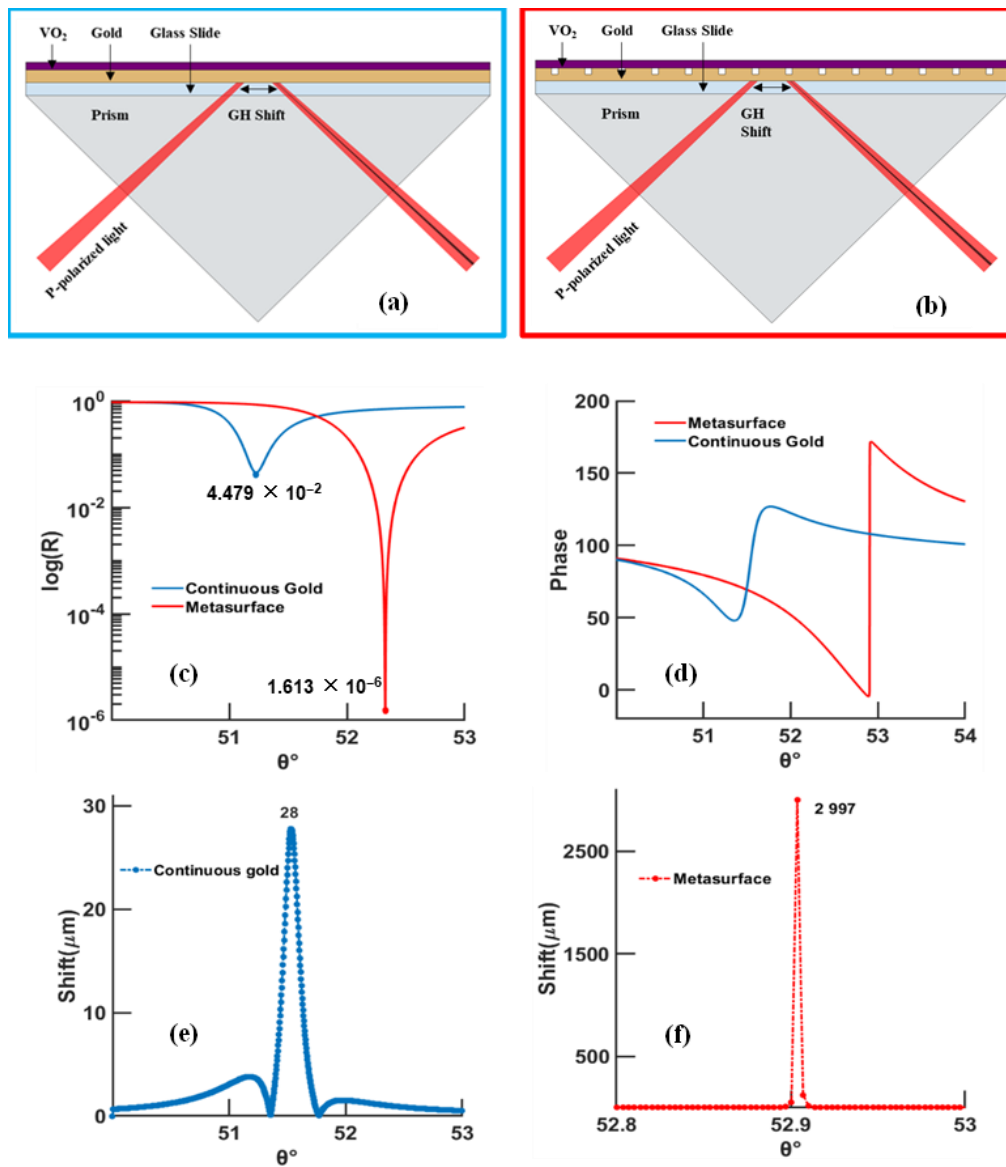 VO2 Gold Glass Slide
Prism
GH Shift
P-polarized light
(a)
VO2 Gold Glass Slide
Prism
GH
Shift
P-polarized light
(b)
10^0
10^-2
10^-4
10^-6
log(R)
4.479 × 10^–2
Continuous Gold
Metasurface
(c)
1.613 × 10^–6
51 52 53
θ°
200
150
100
50
0
Phase
Metasurface
Continuous Gold
(d)
51 52 53 54
θ°
30
20
10
0
Shift(μm)
28
Continuous gold
(e)
51 52 53
θ°
2500
1500
500
Shift(μm)
2 997
Metasurface
(f)
52.8 52.9 53
θ°